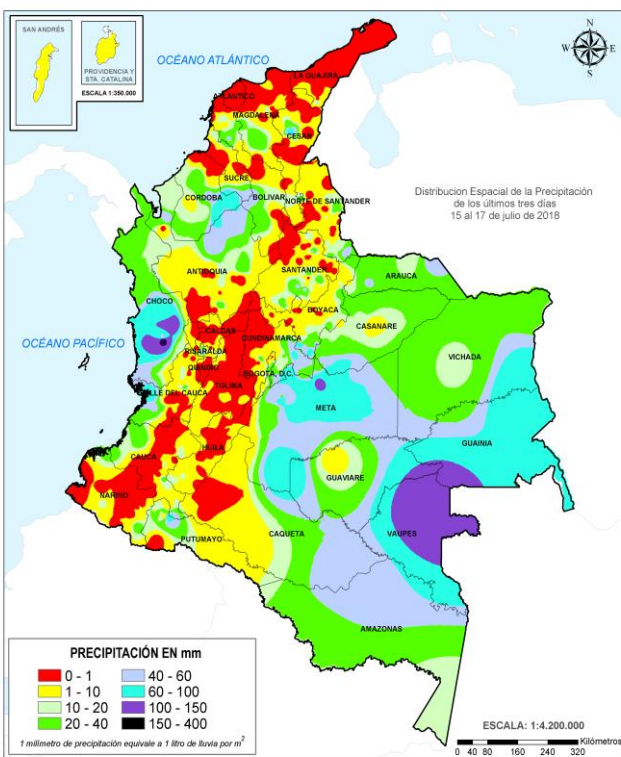 SAN ANDRÉS
PROVIDENCIA Y
STA. CATALINA
ESCALA 1:350.000
OCÉANO ATLÁNTICO
N
W E
S
LA GUAJIRA
ATLANTICO
MAGDALENA
CESAR
Distribucion Espacial de la Precipitación
de los últimos tres días
15 al 17 de julio de 2018
SUCRE
CORDOBA
BOLIVAR
NORTE DE SANTANDER
ANTIOQUIA
SANTANDER
ARAUCA
CHOCO
BOYACA
CASANARE
OCÉANO PACÍFICO
CALDAS
CUNDINAMARCA
RISARALDA
VICHADA
QUINDIO
BOGOTA, D.C.
TOLIMA
VALLE DEL CAUCA
META
GUAINIA
CAUCA
HUILA
GUAVIARE
NARIÑO
CAQUETA
VAUPES
PUTUMAYO
AMAZONAS
PRECIPITACIÓN EN mm
0 - 1 40 - 60
1 - 10 60 - 100
10 - 20 100 - 150
20 - 40 150 - 400
1 milimetro de precipitación equivale a 1 litro de lluvia por m²
ESCALA: 1:4.200.000
Kilómetros
0 40 80 160 240 320